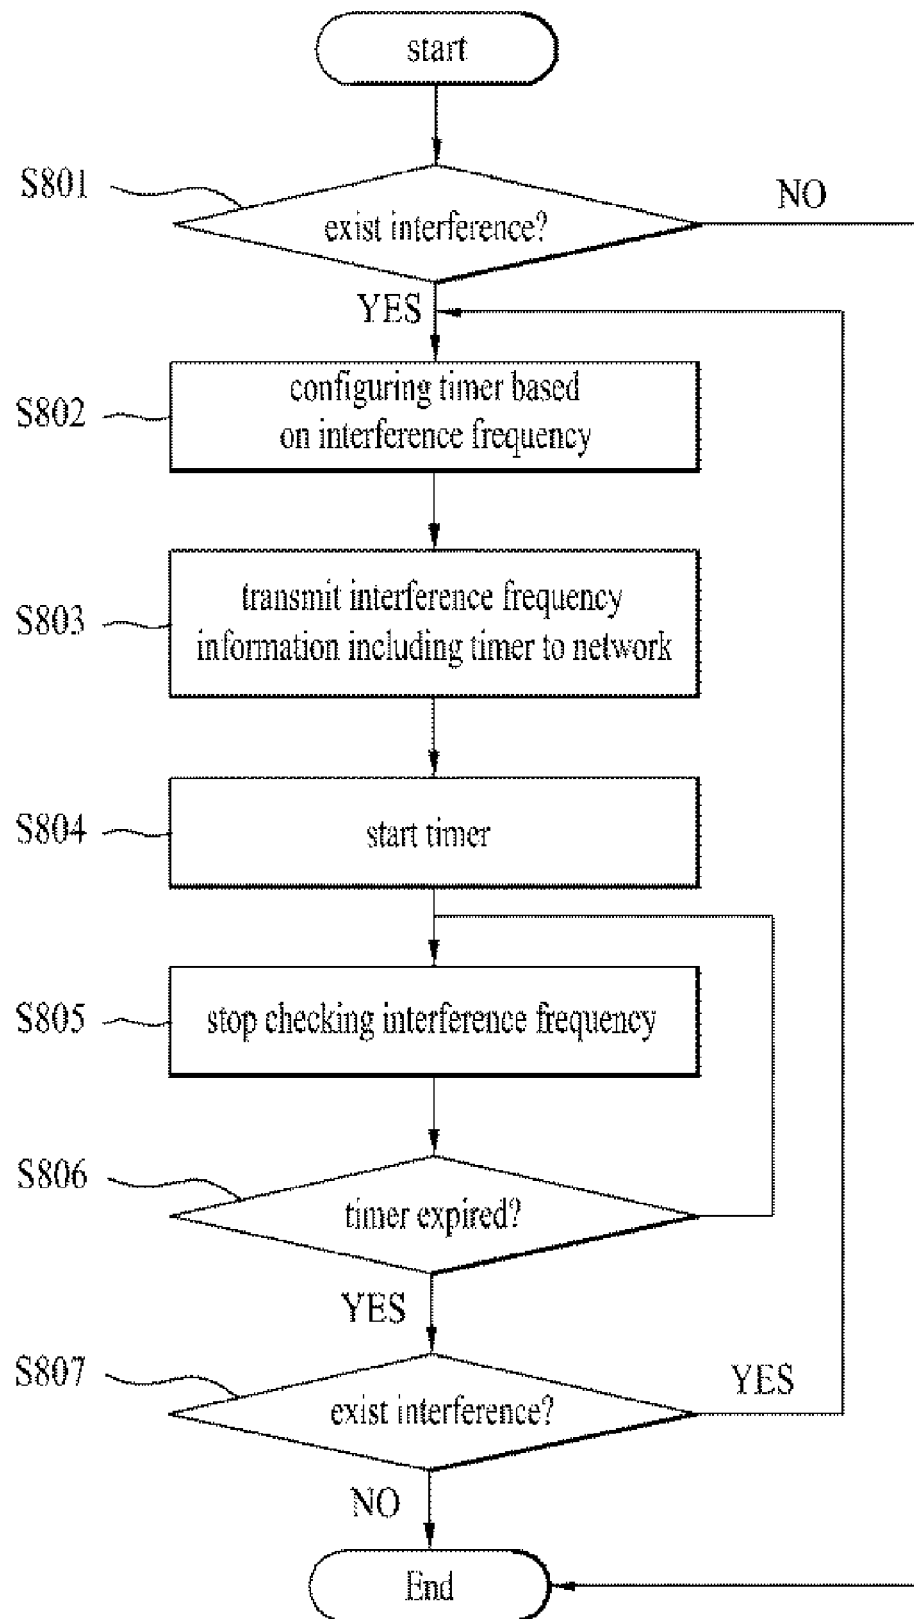 start
S801
exist interference?
NO
YES
S802
configuring timer based
on interference frequency
S803
transmit interference frequency
information including timer to network
S804
start timer
S805
stop checking interference frequency
S806
timer expired?
YES
S807
exist interference?
YES
NO
End